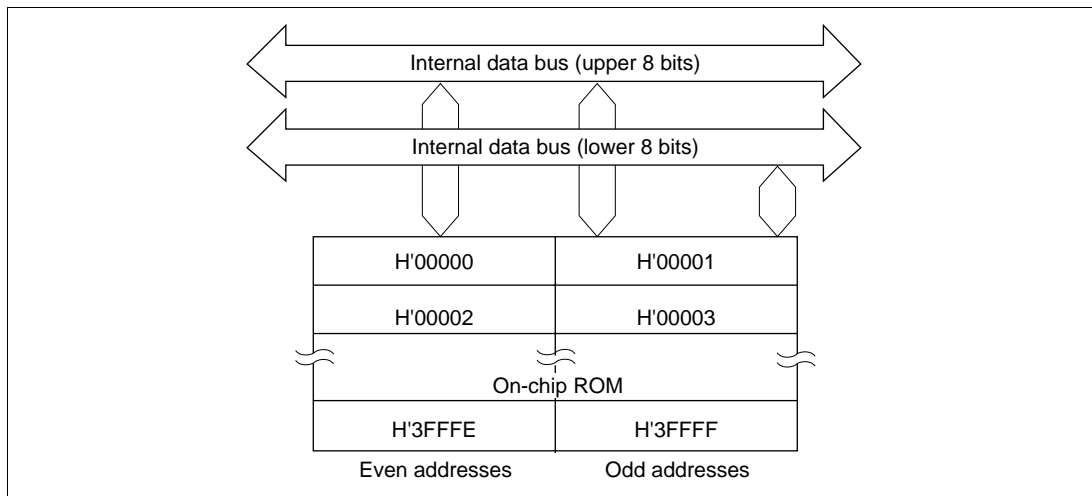 Internal data bus (upper 8 bits)
Internal data bus (lower 8 bits)
H'00000 H'00001
H'00002 H'00003
On-chip ROM
H'3FFFE H'3FFFF
Even addresses Odd addresses